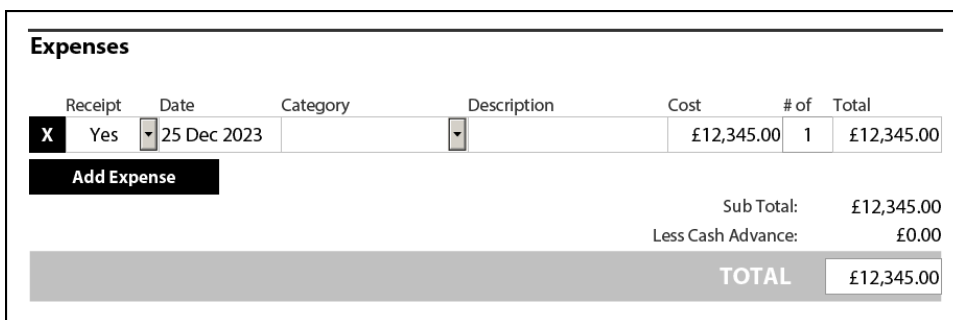 Expenses
Receipt Date Category Description Cost # of Total
X Yes 25 Dec 2023 £12,345.00 1 £12,345.00
Add Expense
Sub Total: £12,345.00
Less Cash Advance: £0.00
TOTAL £12,345.00